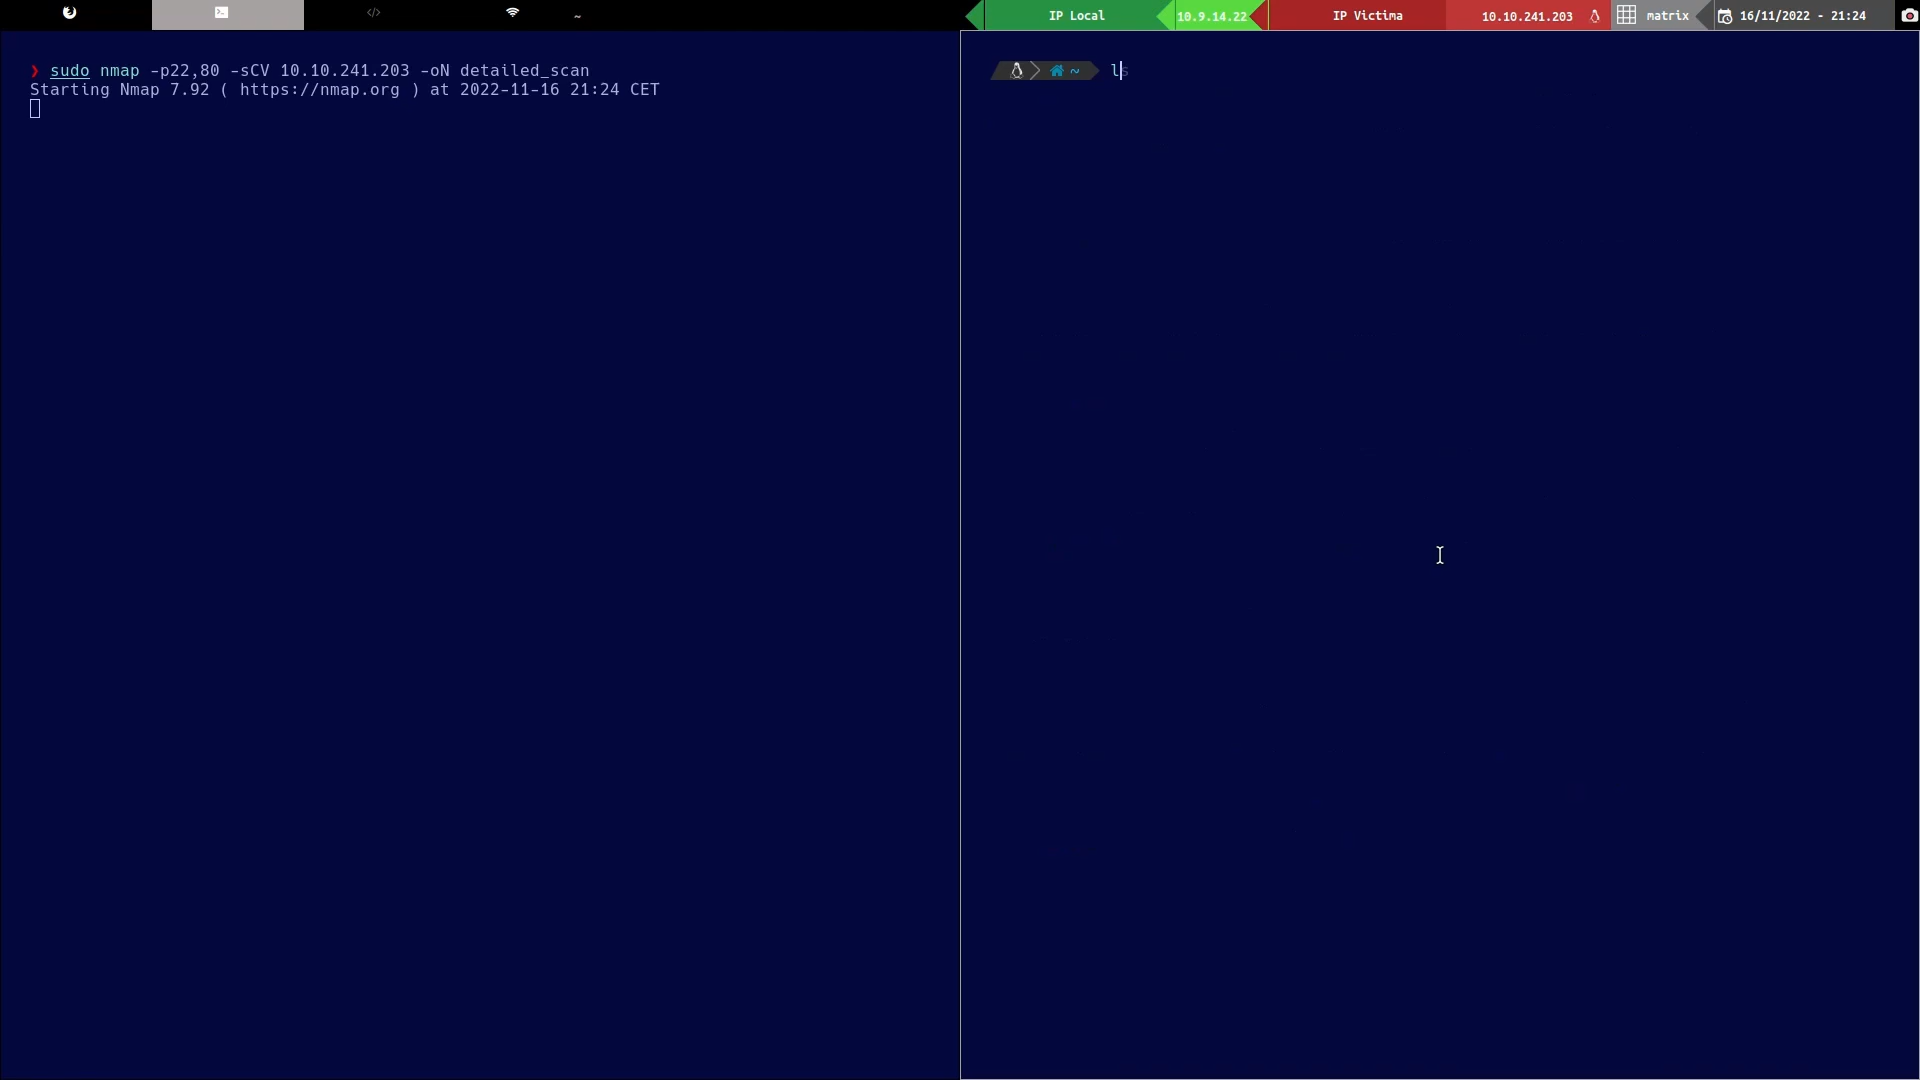 IP Local
10.9.14.22
IP Victima
10.10.241.203
matrix
16/11/2022 - 21:24
❯ sudo nmap -p22,80 -sCV 10.10.241.203 -oN detailed_scan
Starting Nmap 7.92 ( https://nmap.org ) at 2022-11-16 21:24 CET
~ ls